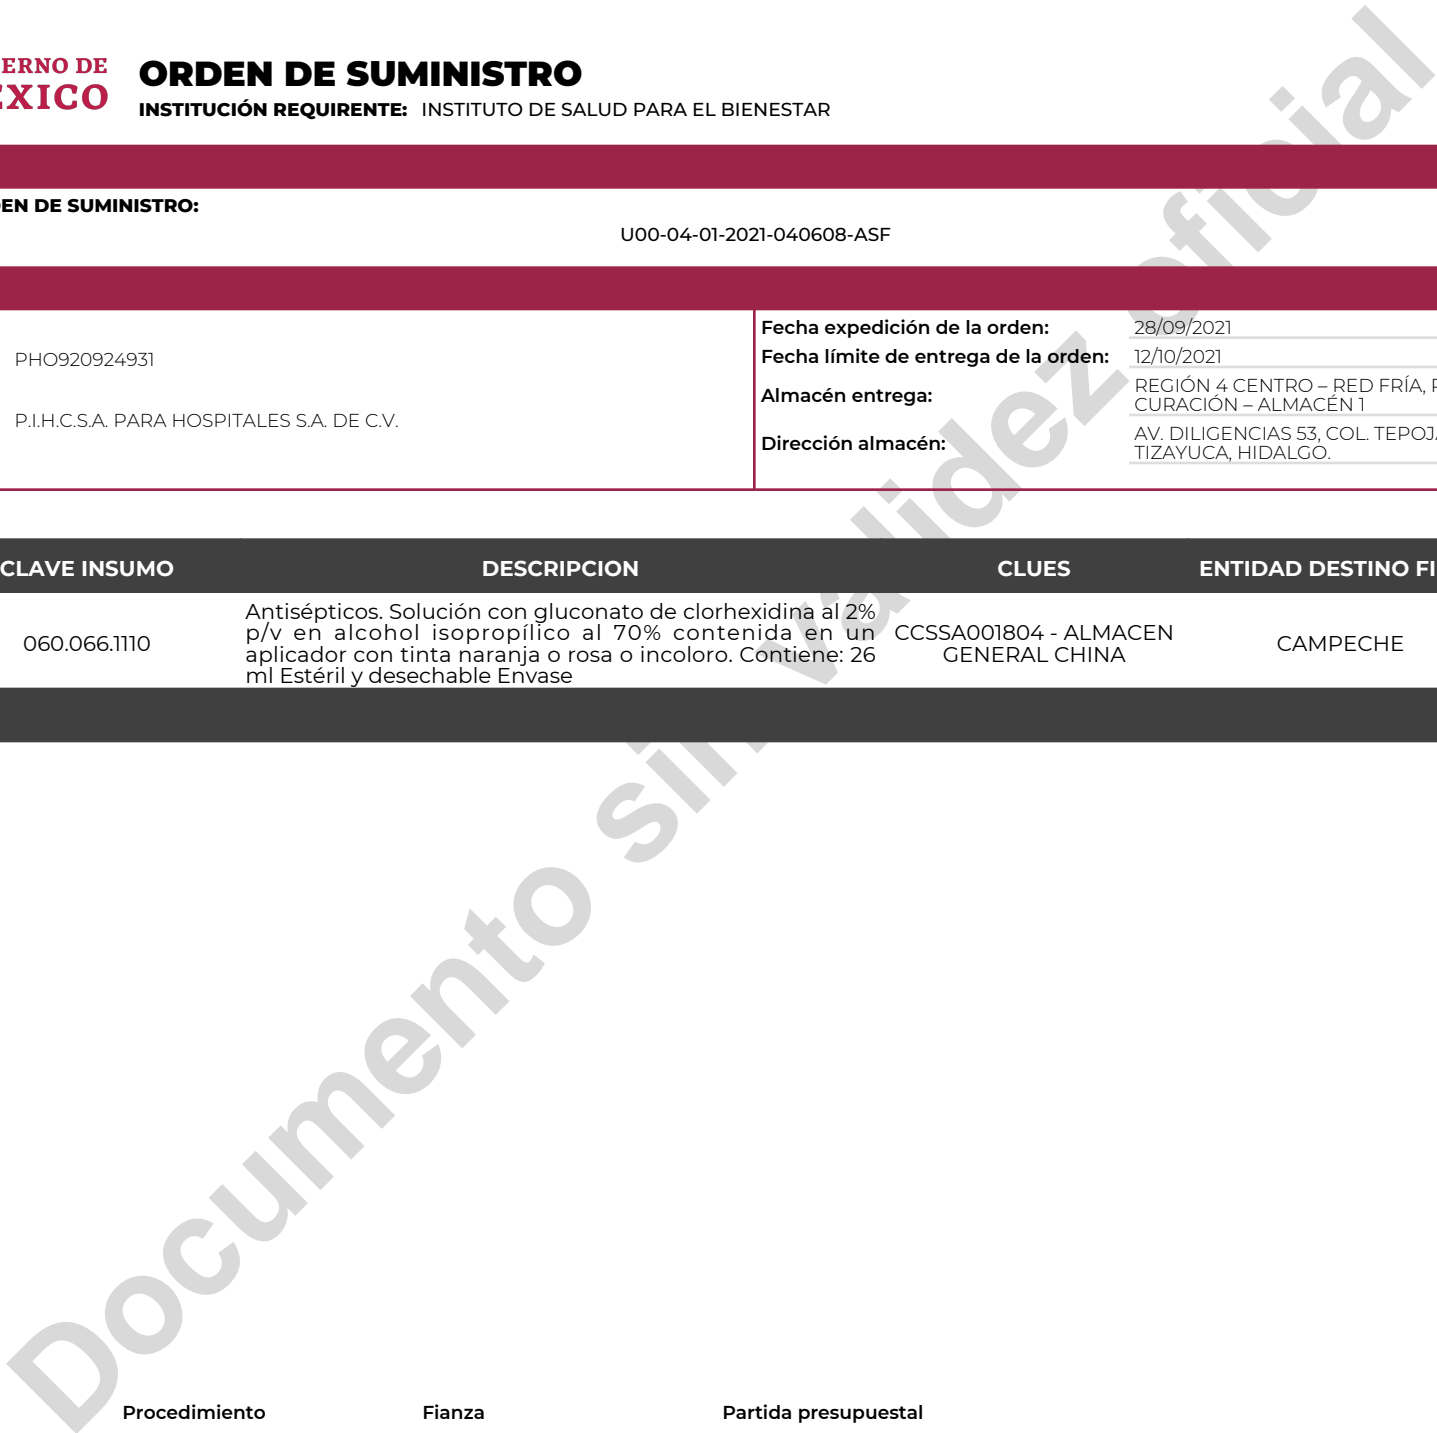 ERNO DE
ÉXICO
ORDEN DE SUMINISTRO
INSTITUCIÓN REQUIRENTE: INSTITUTO DE SALUD PARA EL BIENESTAR
EN DE SUMINISTRO:
U00-04-01-2021-040608-ASF
PHO920924931
P.I.H.C.S.A. PARA HOSPITALES S.A. DE C.V.
Fecha expedición de la orden: 28/09/2021
Fecha límite de entrega de la orden: 12/10/2021
Almacén entrega: REGIÓN 4 CENTRO – RED FRÍA,
CURACIÓN – ALMACÉN 1
Dirección almacén: AV. DILIGENCIAS 53, COL. TEPOJ
TIZAYUCA, HIDALGO.
CLAVE INSUMO DESCRIPCION CLUES ENTIDAD DESTINO FI
060.066.1110
Antisépticos. Solución con gluconato de clorhexidina al 2%
p/v en alcohol isopropílico al 70% contenida en un
aplicador con tinta naranja o rosa o incoloro. Contiene: 26
ml Estéril y desechable Envase
CCSSA001804 - ALMACEN
GENERAL CHINA
CAMPECHE
Documento sin validez oficial
Procedimiento Fianza Partida presupuestal